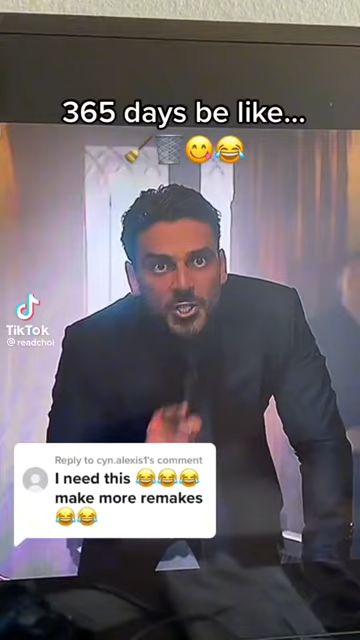 365 days be like...
🧹🗑️😋😂
TikTok
@readchoi
Reply to cyn.alexis1's comment
I need this 😂😂😂
make more remakes
😂😂